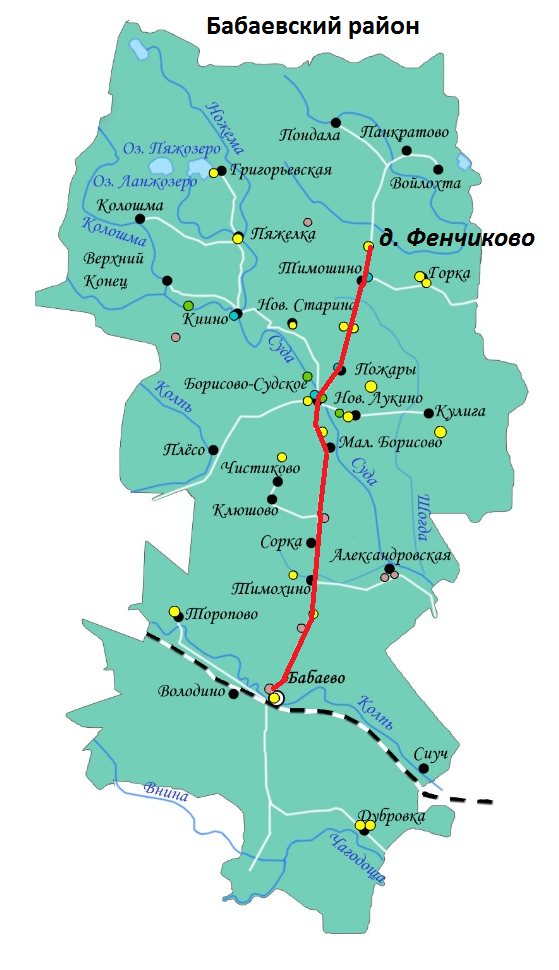 Бабаевский район
Пондала
Панкратово
Ножема
Оз. Пяжозеро
Григорьевская
Войлохта
Оз. Ланжозеро
Колошма
Колошма
Пяжелка
д. Фенчиково
Верхний
Конец
Тимошино
Горка
Нов. Старина
Киино
Суда
Пожары
Борисово-Судское
Нов. Лукино
Колпь
Кулига
Плёсо
Мал. Борисово
Чистиково
Суда
Клюшово
Шогда
Сорка
Александровская
Тимохино
Торопово
Бабаево
Володино
Колпь
Сиуч
Внина
Дубровка
Чагодоща